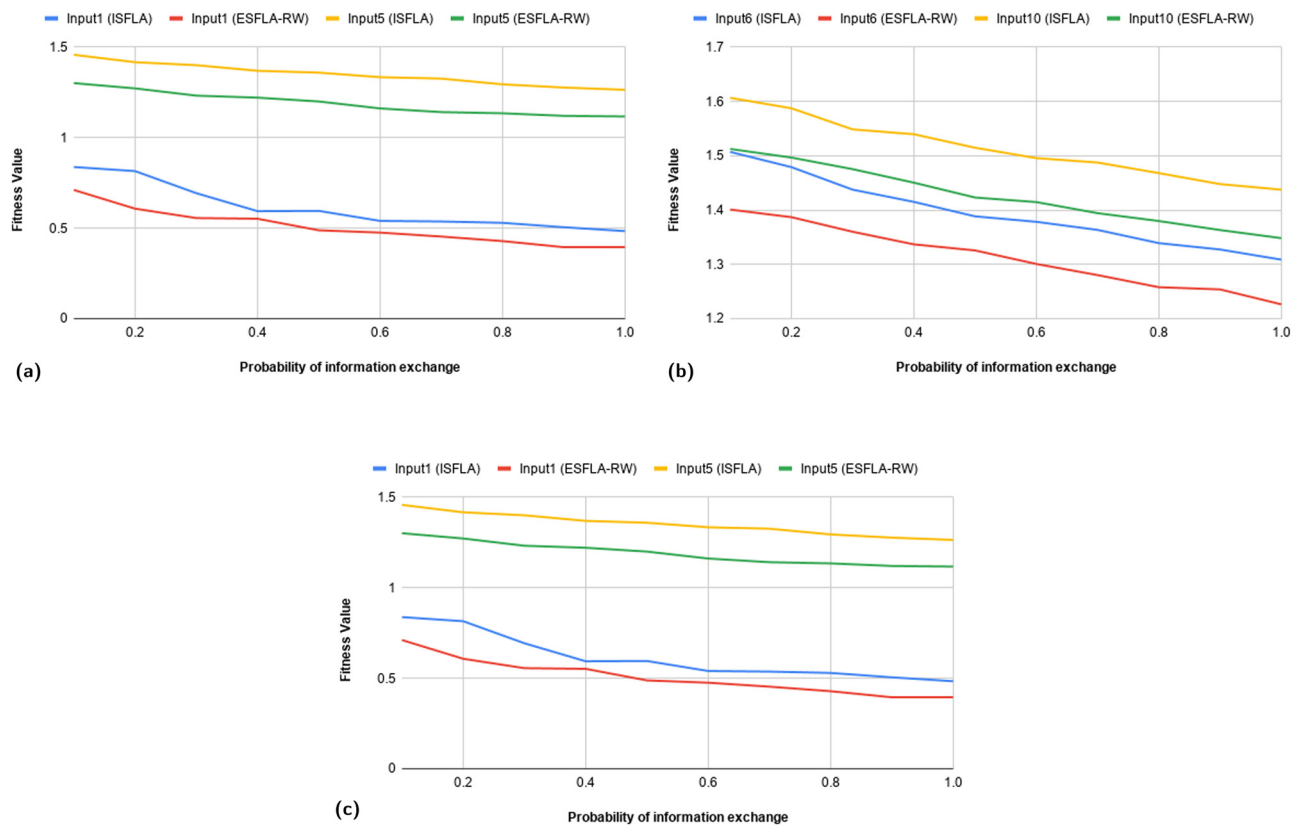 Input1 (ISFLA) Input1 (ESFLA-RW) Input5 (ISFLA) Input5 (ESFLA-RW)
1.5
1
0.5
0
Fitness Value
0.2 0.4 0.6 0.8 1.0
Probability of information exchange
(a)
Input6 (ISFLA) Input6 (ESFLA-RW) Input10 (ISFLA) Input10 (ESFLA-RW)
1.7
1.6
1.5
1.4
1.3
1.2
Fitness Value
0.2 0.4 0.6 0.8 1.0
Probability of information exchange
(b)
Input1 (ISFLA) Input1 (ESFLA-RW) Input5 (ISFLA) Input5 (ESFLA-RW)
1.5
1
0.5
0
Fitness Value
0.2 0.4 0.6 0.8 1.0
Probability of information exchange
(c)